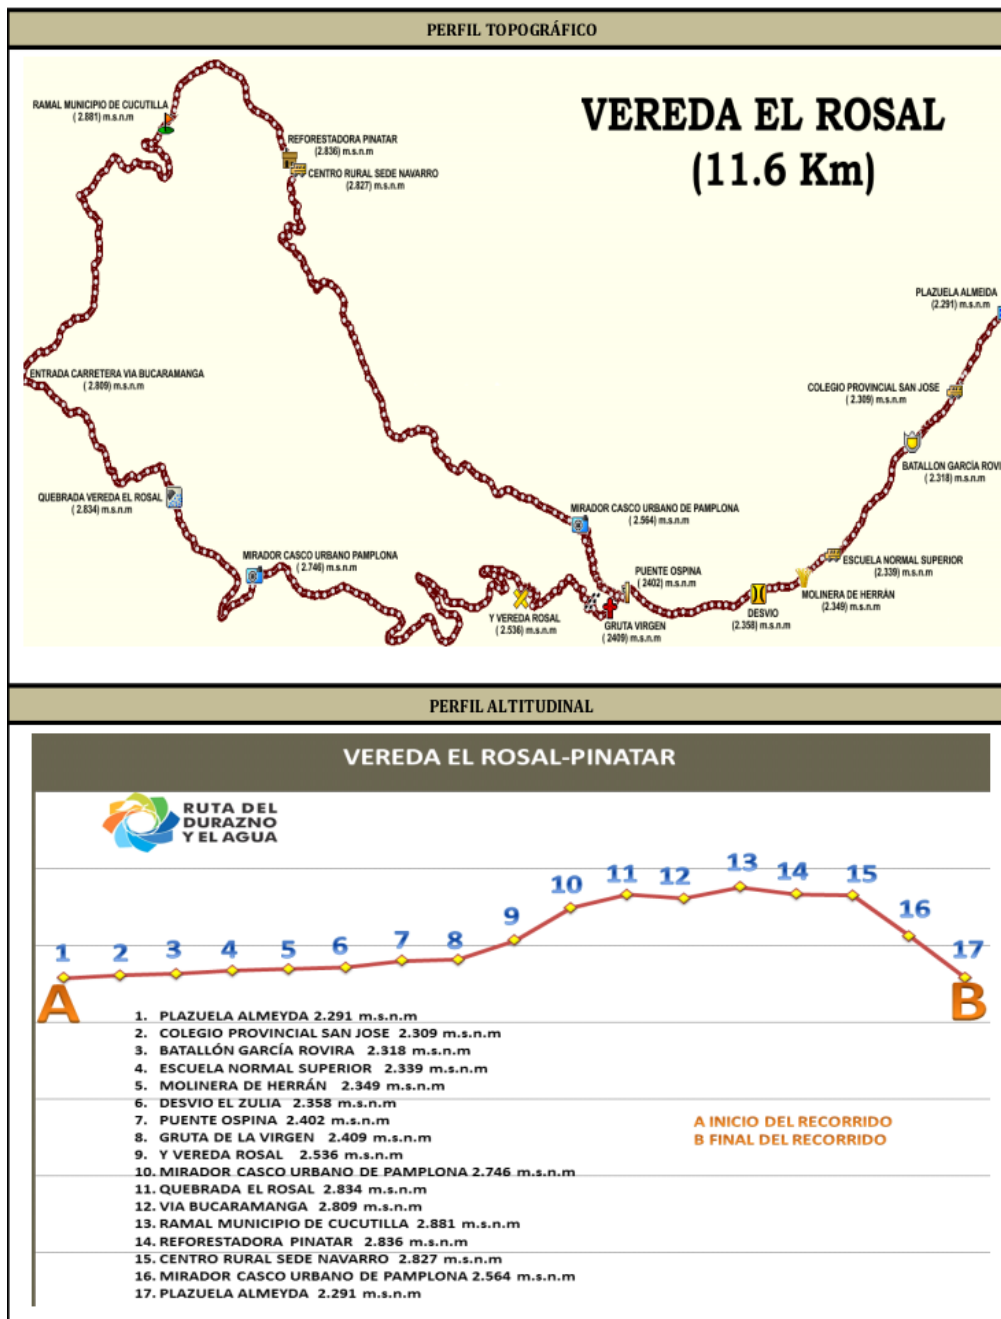 PERFIL TOPOGRÁFICO
VEREDA EL ROSAL
(11.6 Km)
RAMAL MUNICIPIO DE CUCUTILLA
( 2.881) m.s.n.m
REFORESTADORA PINATAR
(2.836) m.s.n.m
CENTRO RURAL SEDE NAVARRO
(2.827) m.s.n.m
PLAZUELA ALMEIDA
(2.291) m.s.n.m
ENTRADA CARRETERA VIA BUCARAMANGA
( 2.809) m.s.n.m
COLEGIO PROVINCIAL SAN JOSE
( 2.309) m.s.n.m
BATALLON GARCÍA ROVI
( 2.318) m.s.n.m
QUEBRADA VEREDA EL ROSAL
( 2.834) m.s.n.m
MIRADOR CASCO URBANO DE PAMPLONA
( 2.564) m.s.n.m
MIRADOR CASCO URBANO PAMPLONA
( 2.746) m.s.n.m
ESCUELA NORMAL SUPERIOR
(2.339) m.s.n.m
PUENTE OSPINA
( 2402) m.s.n.m
MOLINERA DE HERRÁN
(2.349) m.s.n.m
Y VEREDA ROSAL
( 2.536) m.s.n.m
GRUTA VIRGEN
( 2409) m.s.n.m
DESVIO
(2.358) m.s.n.m
PERFIL ALTITUDINAL
VEREDA EL ROSAL-PINATAR
RUTA DEL
DURAZNO
Y EL AGUA
1 2 3 4 5 6 7 8 9 10 11 12 13 14 15 16 17
A B
1. PLAZUELA ALMEYDA 2.291 m.s.n.m
2. COLEGIO PROVINCIAL SAN JOSE 2.309 m.s.n.m
3. BATALLÓN GARCÍA ROVIRA 2.318 m.s.n.m
4. ESCUELA NORMAL SUPERIOR 2.339 m.s.n.m
5. MOLINERA DE HERRÁN 2.349 m.s.n.m
6. DESVIO EL ZULIA 2.358 m.s.n.m
7. PUENTE OSPINA 2.402 m.s.n.m
8. GRUTA DE LA VIRGEN 2.409 m.s.n.m
9. Y VEREDA ROSAL 2.536 m.s.n.m
10. MIRADOR CASCO URBANO DE PAMPLONA 2.746 m.s.n.m
11. QUEBRADA EL ROSAL 2.834 m.s.n.m
12. VIA BUCARAMANGA 2.809 m.s.n.m
13. RAMAL MUNICIPIO DE CUCUTILLA 2.881 m.s.n.m
14. REFORESTADORA PINATAR 2.836 m.s.n.m
15. CENTRO RURAL SEDE NAVARRO 2.827 m.s.n.m
16. MIRADOR CASCO URBANO DE PAMPLONA 2.564 m.s.n.m
17. PLAZUELA ALMEYDA 2.291 m.s.n.m
A INICIO DEL RECORRIDO
B FINAL DEL RECORRIDO